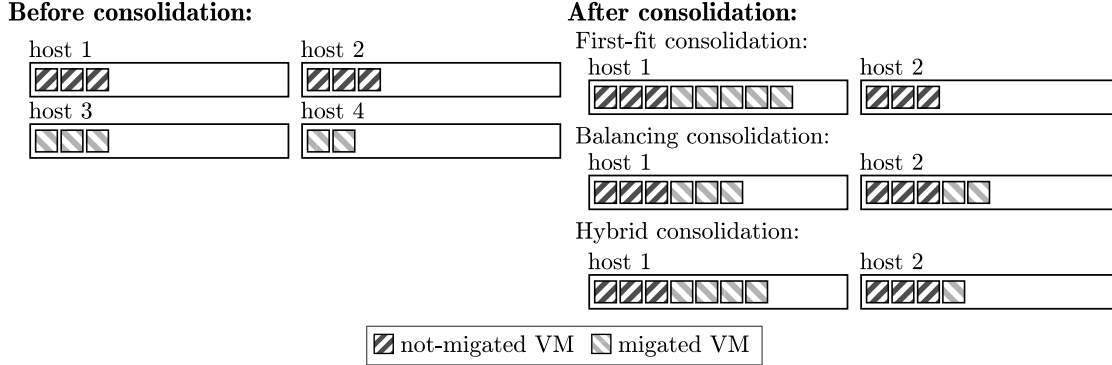 Before consolidation:
host 1
host 2
host 3
host 4
After consolidation:
First-fit consolidation:
host 1
host 2
Balancing consolidation:
host 1
host 2
Hybrid consolidation:
host 1
host 2
not-migated VM
migated VM